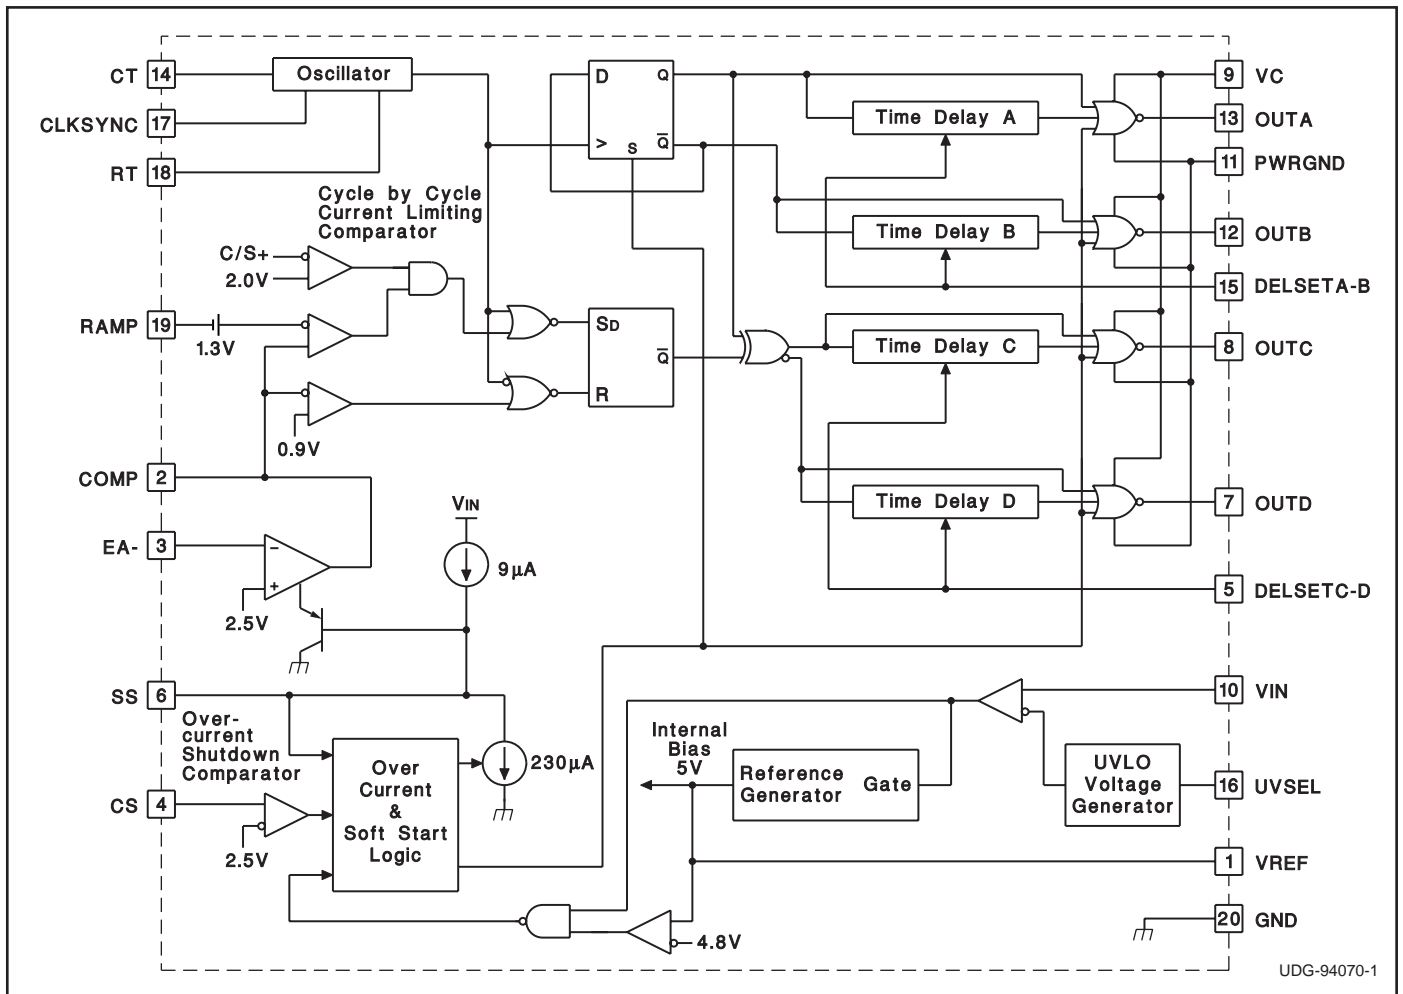 CT 14
Oscillator
D Q
9 VC
CLKSYNC 17
Time Delay A
13 OUTA
> S Q̅
RT 18
11 PWRGND
Cycle by Cycle
Current Limiting
Comparator
Time Delay B
12 OUTB
C/S+
2.0V
15 DELSETA-B
RAMP 19
1.3V
SD
Q̅
R
Time Delay C
8 OUTC
0.9V
COMP 2
VIN
Time Delay D
7 OUTD
EA- 3
−
+
2.5V
9µA
5 DELSETC-D
SS 6
10 VIN
Over-
current
Shutdown
Comparator
Internal
Bias
5V
230µA
Over
Current
&
Soft Start
Logic
Reference
Generator
Gate
UVLO
Voltage
Generator
16 UVSEL
CS 4
2.5V
1 VREF
20 GND
4.8V
UDG-94070-1